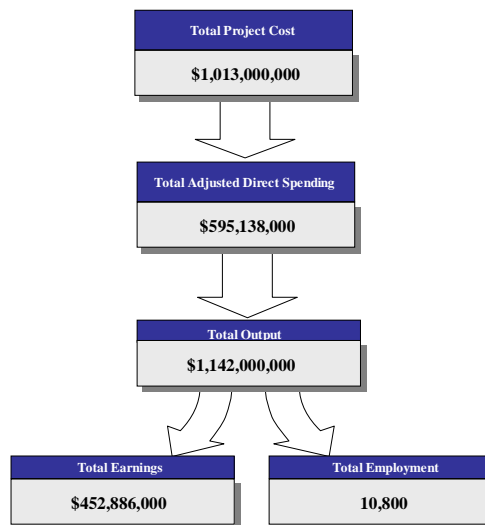 Total Project Cost
$1,013,000,000
Total Adjusted Direct Spending
$595,138,000
Total Output
$1,142,000,000
Total Earnings
$452,886,000
Total Employment
10,800